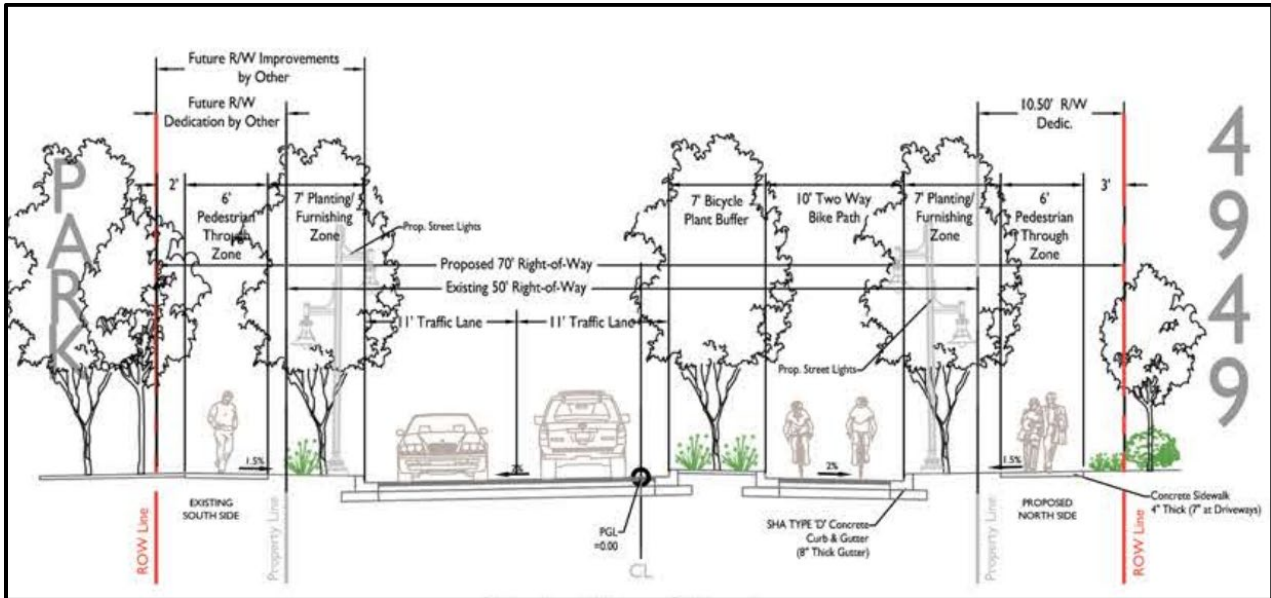 Future R/W Improvements
by Other
Future R/W
Dedication by Other
10.50' R/W
Dedic.
PARK
4949
2'
6'
Pedestrian
Through
Zone
7' Planting/
Furnishing
Zone
7' Bicycle
Plant Buffer
10' Two Way
Bike Path
7' Planting/
Furnishing
Zone
6'
Pedestrian
Through
Zone
3'
Prop. Street Lights
Proposed 70' Right-of-Way
Existing 50' Right-of-Way
11' Traffic Lane
11' Traffic Lane
Prop. Street Lights
1.5%
2%
2%
1.5%
EXISTING
SOUTH SIDE
PGL
=0.00
SHA TYPE 'D' Concrete
Curb & Gutter
(8" Thick Gutter)
PROPOSED
NORTH SIDE
Concrete Sidewalk
4" Thick (7" at Driveways)
ROW Line
Property Line
CL
Property Line
ROW Line